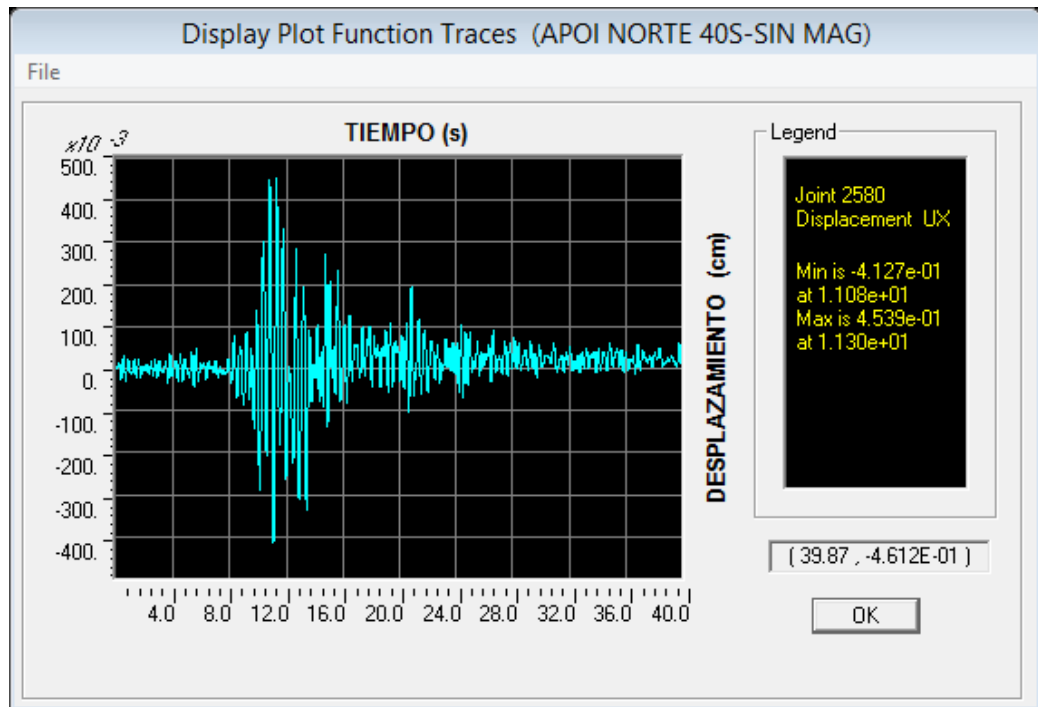 Display Plot Function Traces (APOI NORTE 40S-SIN MAG)
File
x10 -3
TIEMPO (s)
500.
400.
300.
200.
100.
0.
-100.
-200.
-300.
-400.
4.0 8.0 12.0 16.0 20.0 24.0 28.0 32.0 36.0 40.0
DESPLAZAMIENTO (cm)
Legend
Joint 2580
Displacement UX
Min is -4.127e-01
at 1.108e+01
Max is 4.539e-01
at 1.130e+01
( 39.87 , -4.612E-01 )
OK